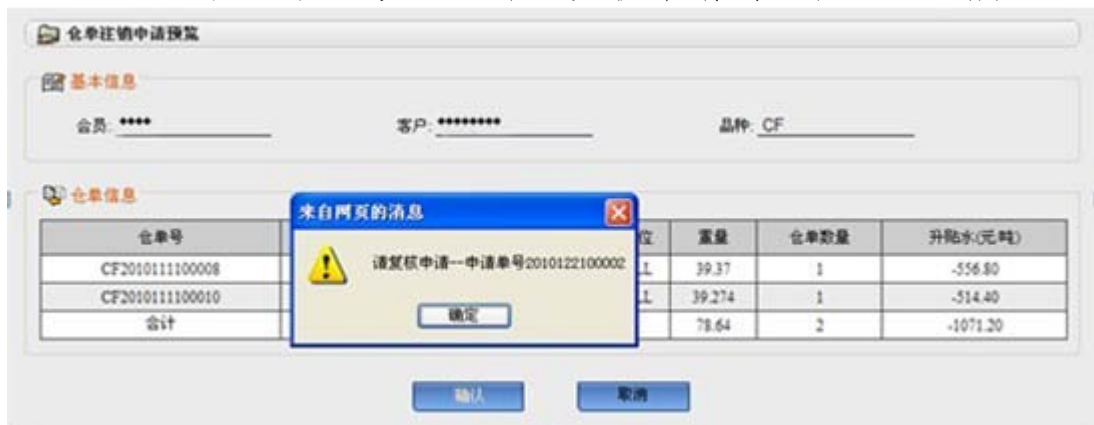 仓单注销申请预览
基本信息
会员: ****
客户: ********
品种: CF
仓单信息
来自网页的消息
仓单号 位 重量 仓单数量 升贴水(元/吨)
请复核申请--申请单号2010122100002
CF2010111100008 39.37 1 -556.80
CF2010111100010 39.274 1 -514.40
确定
合计 78.64 2 -1071.20
确认
取消